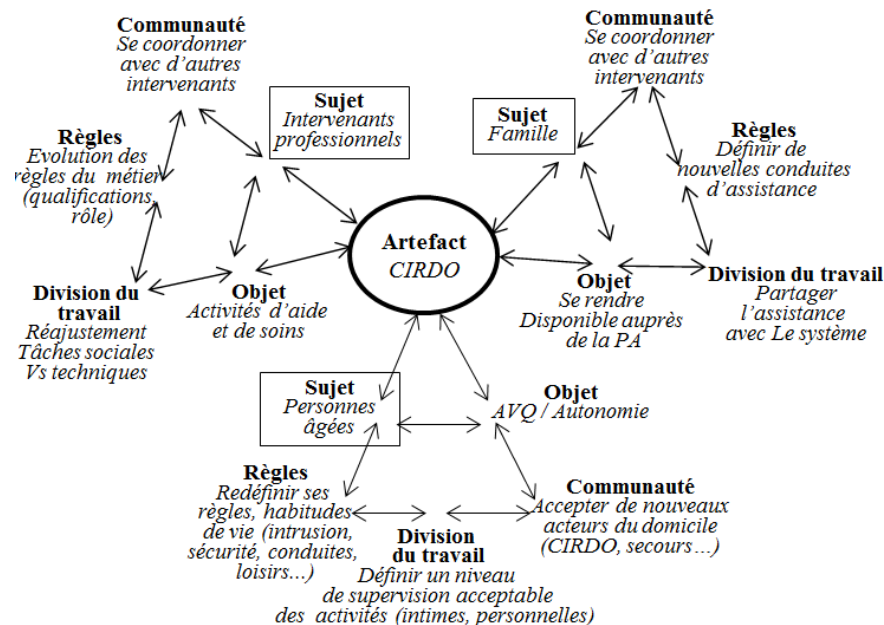 Communauté
Se coordonner
avec d'autres
intervenants
Sujet
Intervenants
professionnels
Règles
Evolution des
règles du métier
(qualifications,
rôle)
Division du
travail
Réajustement
Tâches sociales
Vs techniques
Objet
Activités d'aide
et de soins
Artefact
CIRDO
Communauté
Se coordonner
avec d'autres
intervenants
Sujet
Famille
Règles
Définir de
nouvelles conduites
d'assistance
Objet
Se rendre
Disponible auprès
de la PA
Division du travail
Partager
l'assistance
avec Le système
Sujet
Personnes
âgées
Objet
AVQ / Autonomie
Règles
Redéfinir ses
règles, habitudes
de vie (intrusion,
sécurité, conduites,
loisirs…)
Division
du travail
Définir un niveau
de supervision acceptable
des activités (intimes, personnelles)
Communauté
Accepter de nouveaux
acteurs du domicile
(CIRDO, secours…)